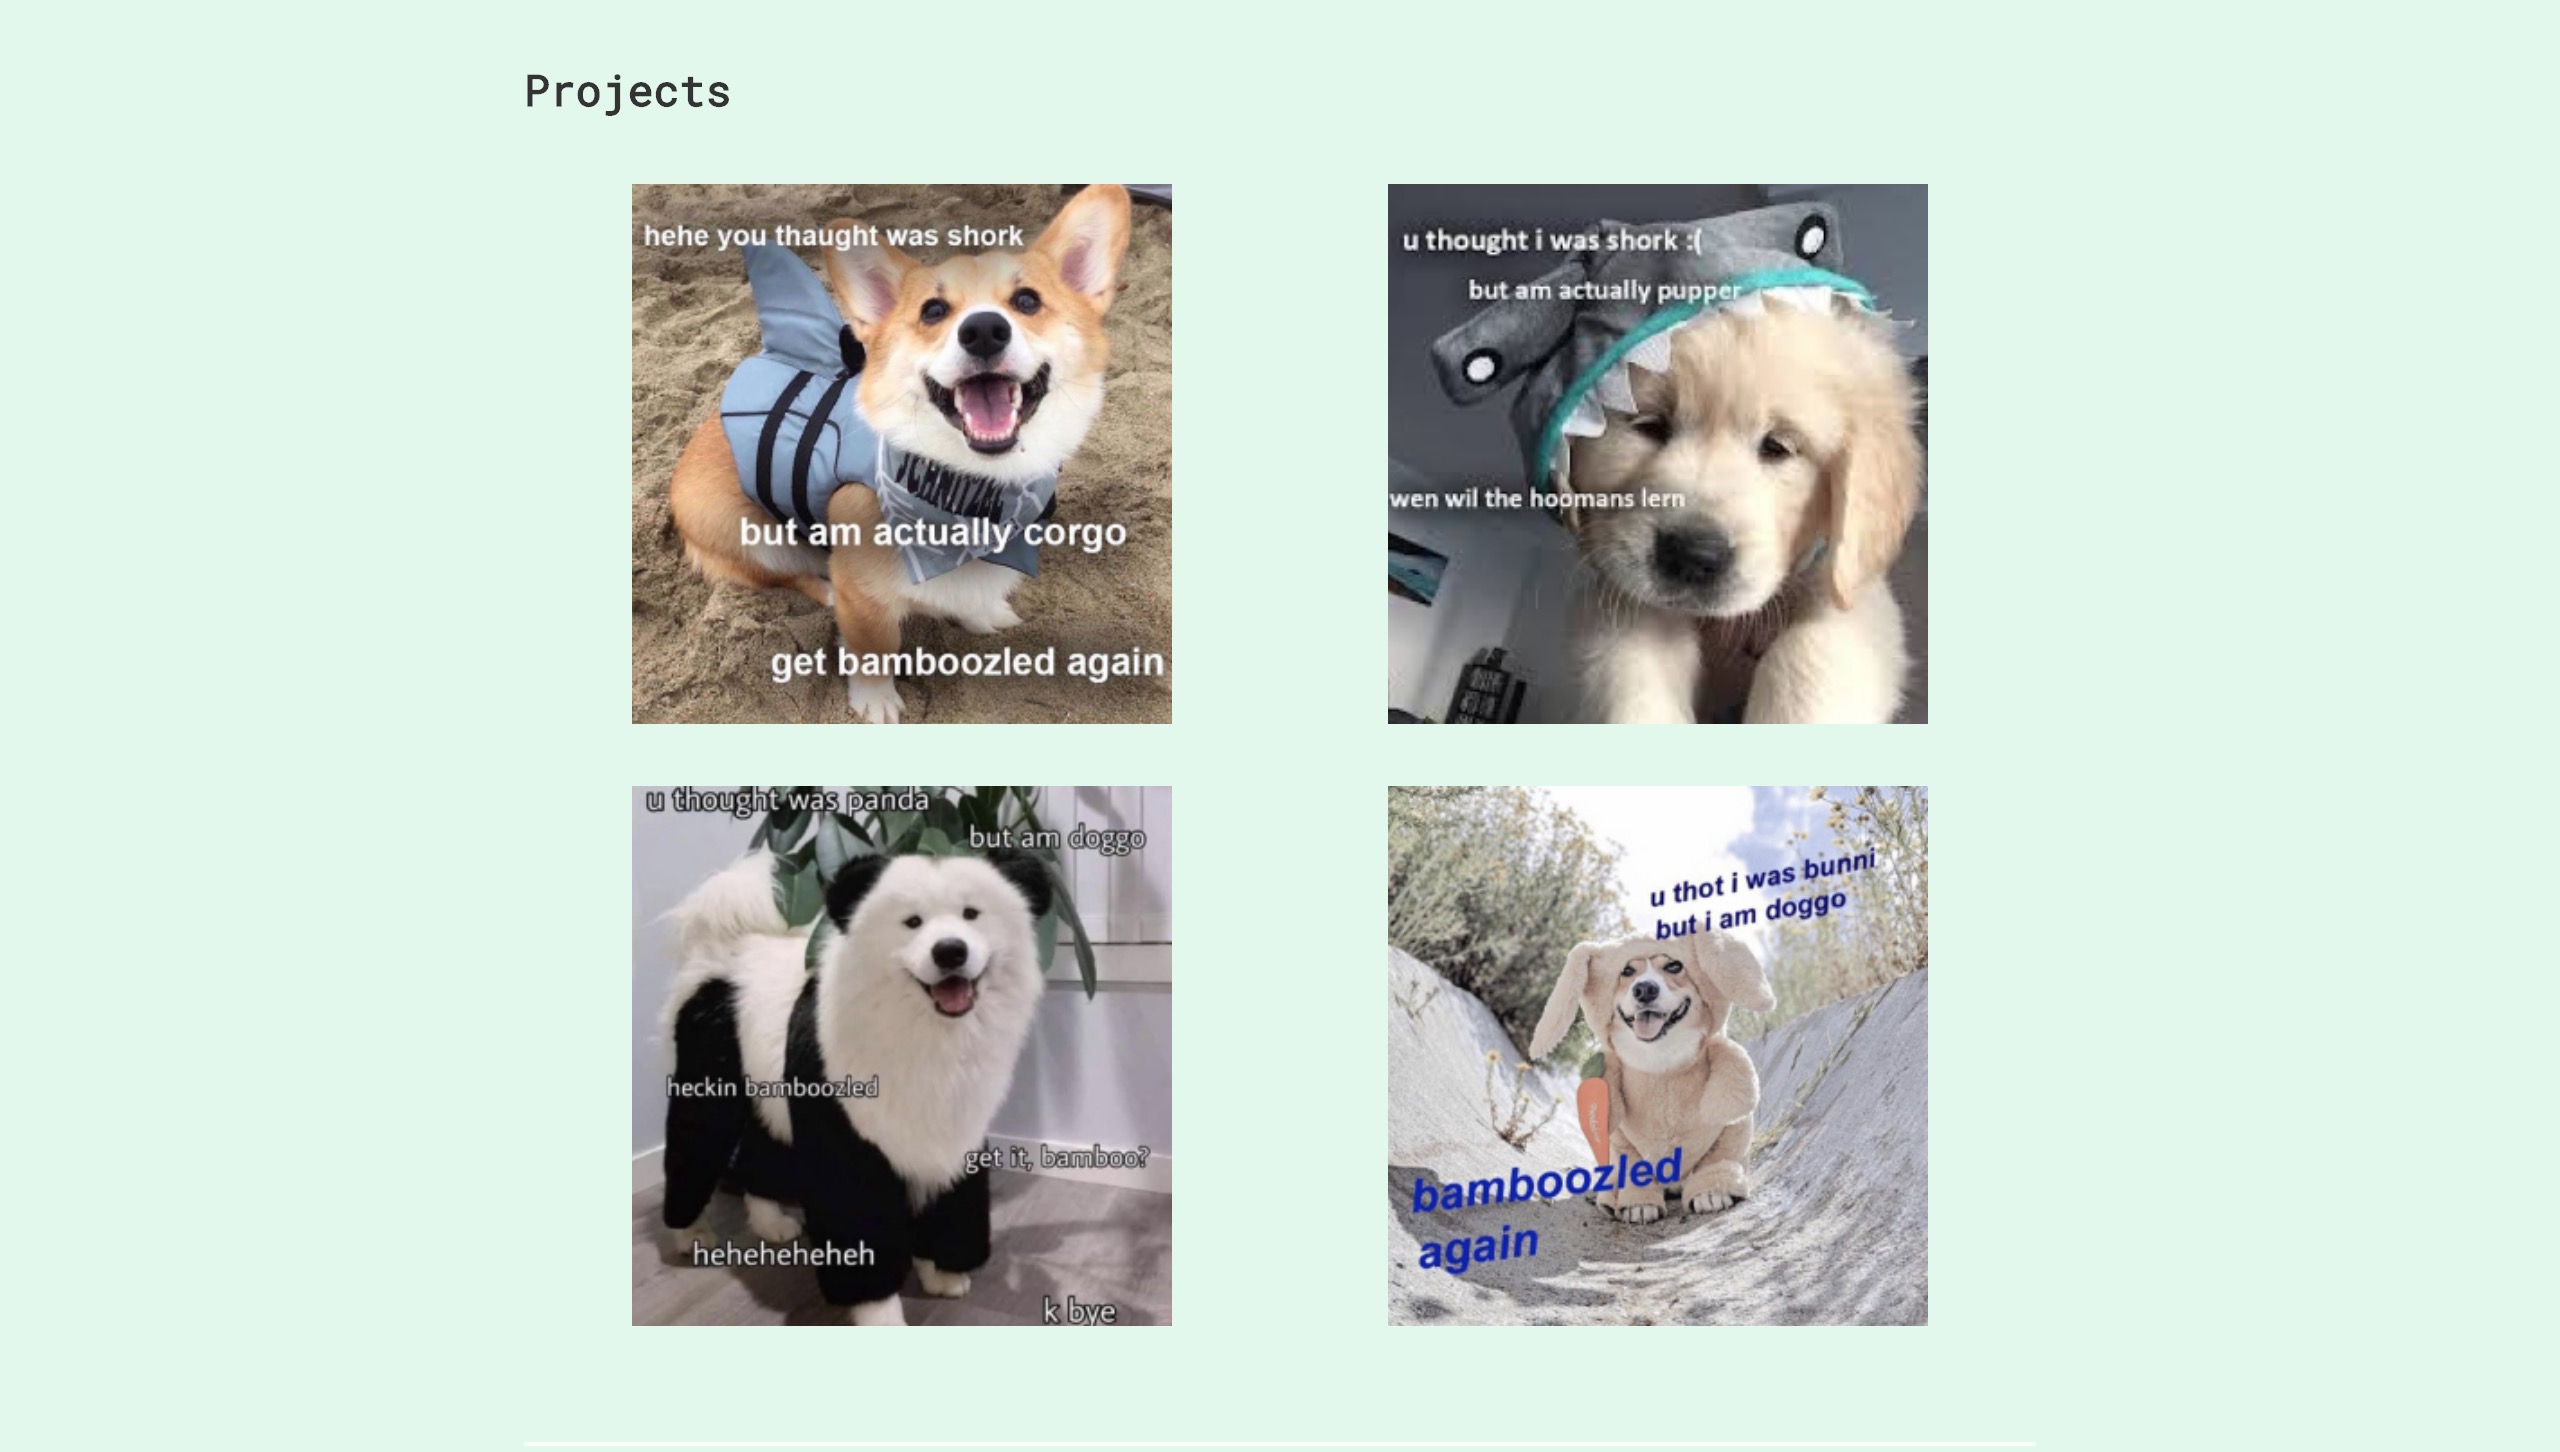 Projects
hehe you thaught was shork
SCHNITZEL
but am actually corgo
get bamboozled again
u thought i was shork :(
but am actually pupper
wen wil the hoomans lern
u thought was panda
but am doggo
heckin bamboozled
get it, bamboo?
heheheheheh
k bye
u thot i was bunni
but i am doggo
bamboozled
again